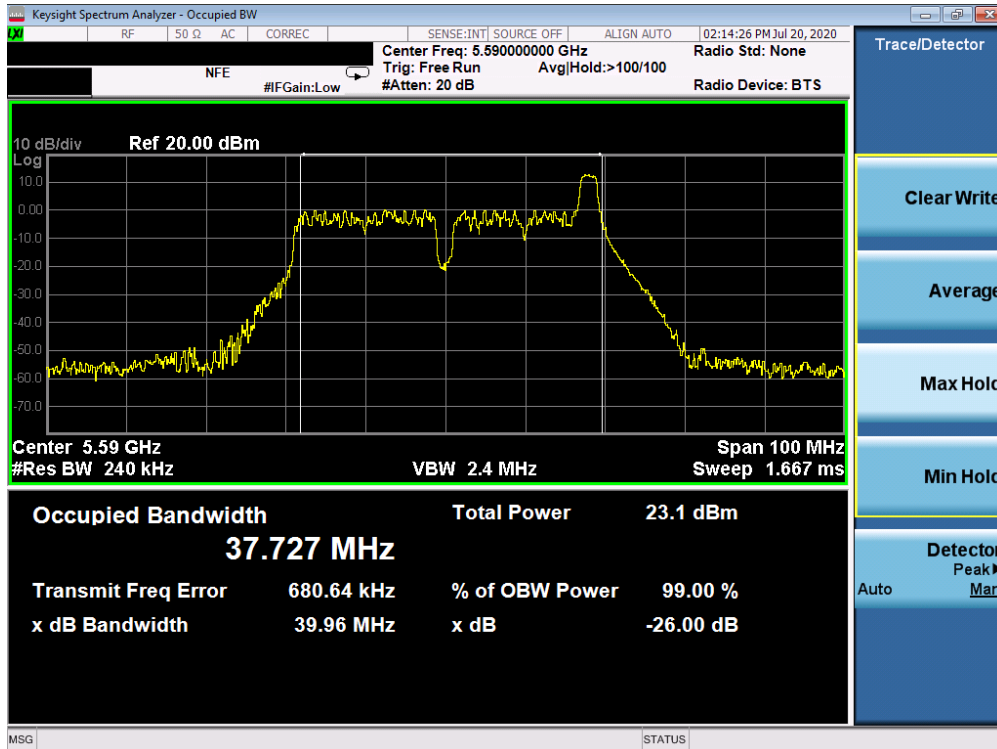 Keysight Spectrum Analyzer - Occupied BW
LXI RF 50 Ω AC CORREC SENSE:INT SOURCE OFF ALIGN AUTO 02:14:26 PM Jul 20, 2020
Center Freq: 5.590000000 GHz Radio Std: None
NFE Trig: Free Run Avg|Hold:>100/100
#IFGain:Low #Atten: 20 dB Radio Device: BTS
10 dB/div Ref 20.00 dBm
Log
10.0
0.00
-10.0
-20.0
-30.0
-40.0
-50.0
-60.0
-70.0
Center 5.59 GHz Span 100 MHz
#Res BW 240 kHz VBW 2.4 MHz Sweep 1.667 ms
Occupied Bandwidth Total Power 23.1 dBm
37.727 MHz
Transmit Freq Error 680.64 kHz % of OBW Power 99.00 %
x dB Bandwidth 39.96 MHz x dB -26.00 dB
MSG STATUS
Trace/Detector
Clear Write
Average
Max Hold
Min Hold
Detector
Peak
Auto Man